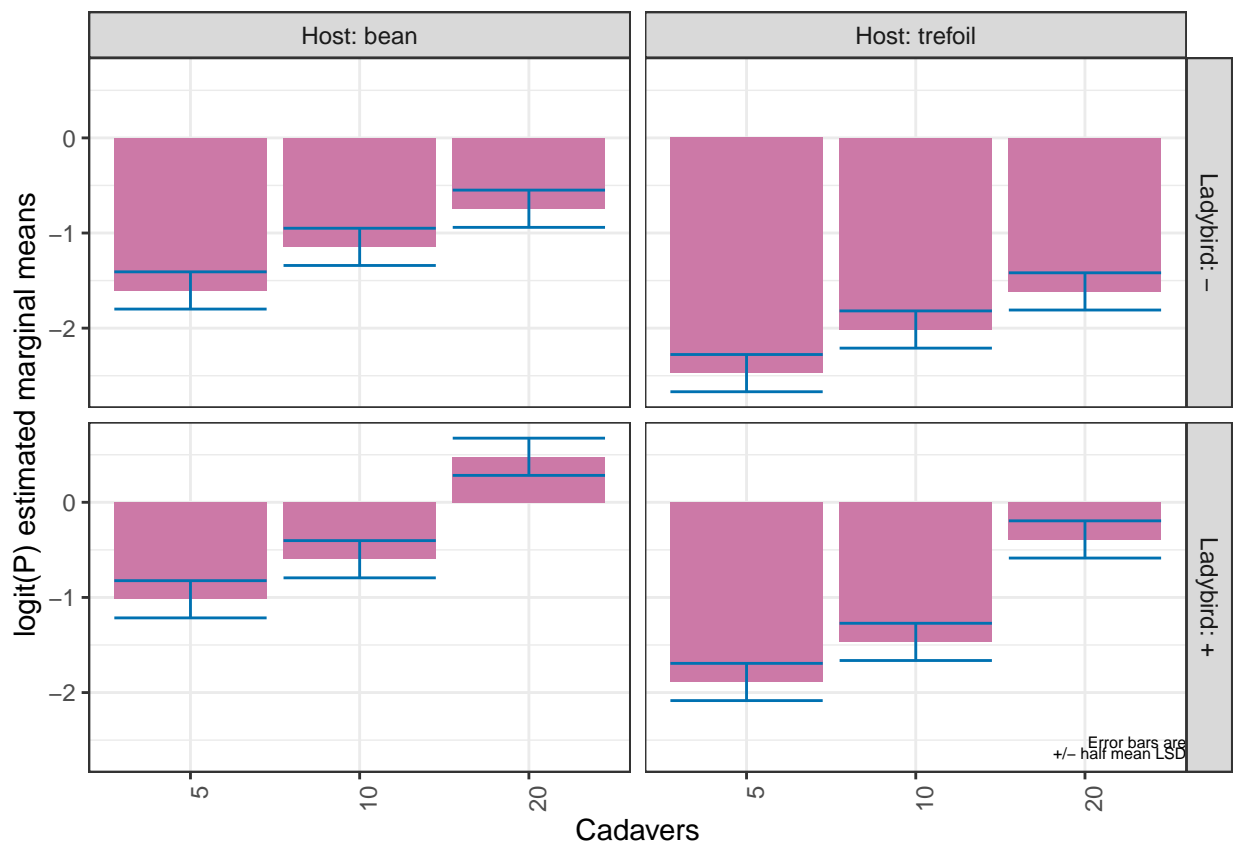 Host: bean
Host: trefoil
logit(P) estimated marginal means
0
−1
−2
Ladybird: −
0
−1
−2
Ladybird: +
Error bars are
+/− half mean LSD
5
10
20
5
10
20
Cadavers